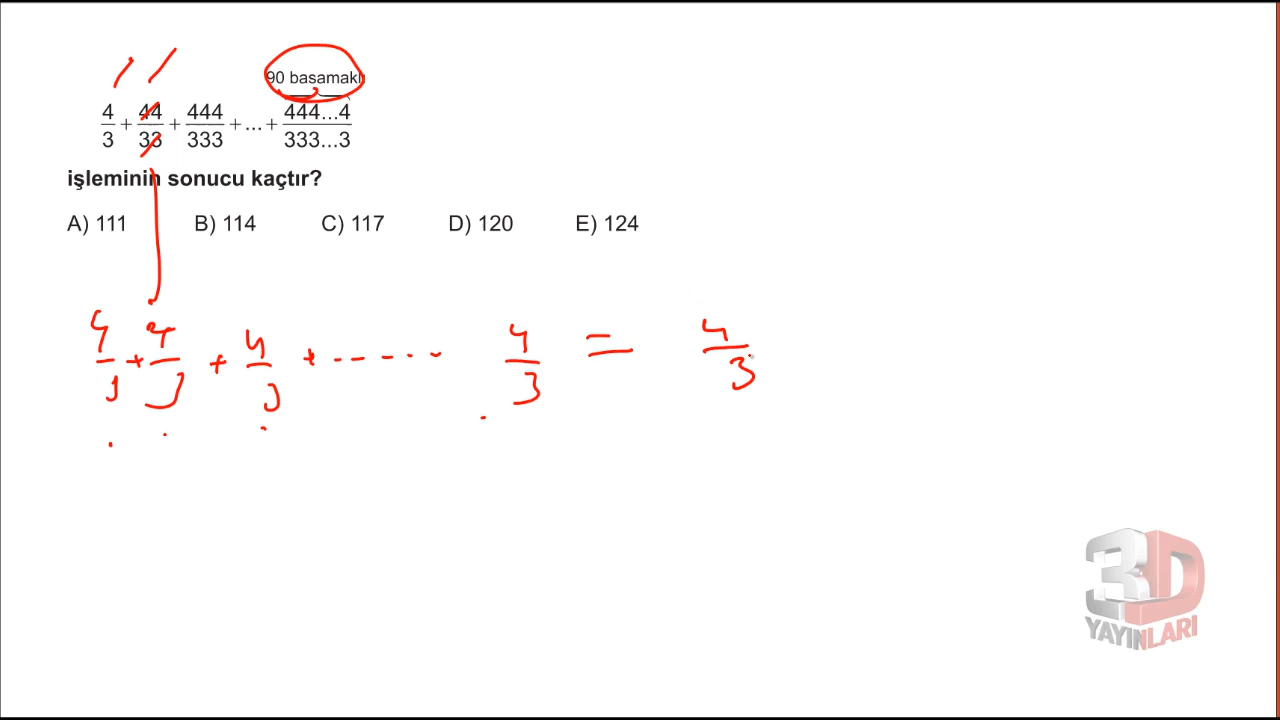 90 basamaklı
4/3 + 44/33 + 444/333 + ... + 444...4/333...3
işleminin sonucu kaçtır?
A) 111 B) 114 C) 117 D) 120 E) 124
4/3 + 4/3 + 4/3 + ...... 4/3 = 4/3
3D
YAYINLARI